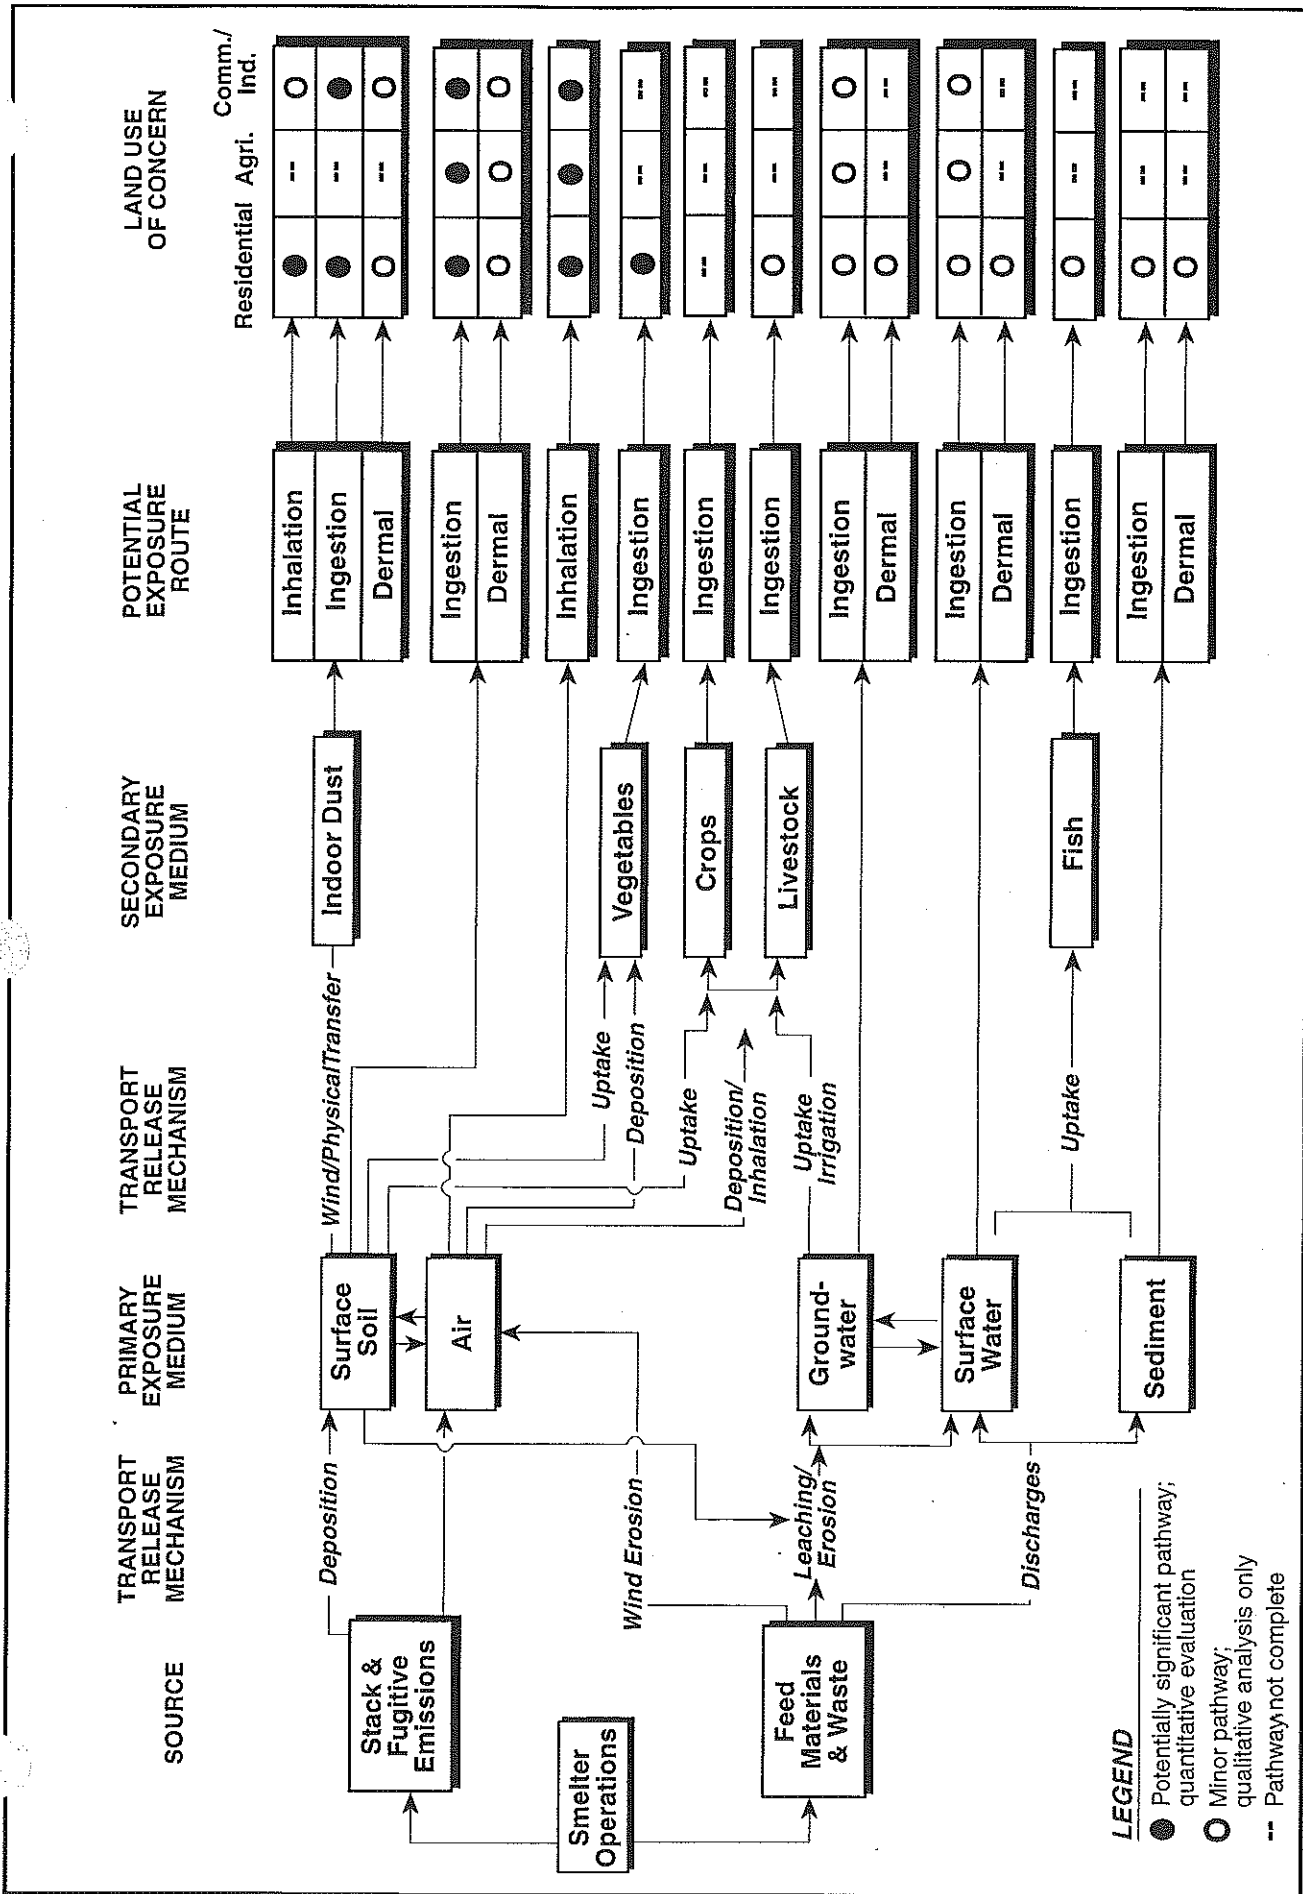 SOURCE
TRANSPORT
RELEASE
MECHANISM
PRIMARY
EXPOSURE
MEDIUM
TRANSPORT
RELEASE
MECHANISM
SECONDARY
EXPOSURE
MEDIUM
POTENTIAL
EXPOSURE
ROUTE
LAND USE
OF CONCERN
Residential Agri. Comm./
Ind.
Smelter
Operations
Stack &
Fugitive
Emissions
Feed
Materials
& Waste
Deposition
Wind Erosion
Leaching/
Erosion
Discharges
Surface
Soil
Air
Ground-
water
Surface
Water
Sediment
Wind/PhysicalTransfer
Uptake
Deposition
Uptake
Deposition/
Inhalation
Uptake
Irrigation
Uptake
Indoor Dust
Vegetables
Crops
Livestock
Fish
Inhalation
Ingestion
Dermal
Ingestion
Dermal
Inhalation
Ingestion
Ingestion
Ingestion
Ingestion
Dermal
Ingestion
Dermal
Ingestion
Ingestion
Dermal
● -- O
● -- ●
O -- O
● ● ●
O O O
● ● ●
● -- --
-- -- --
O -- --
O O O
O -- --
O O O
O -- --
O -- --
O -- --
O -- --
LEGEND
● Potentially significant pathway;
quantitative evaluation
O Minor pathway;
qualitative analysis only
-- Pathway not complete